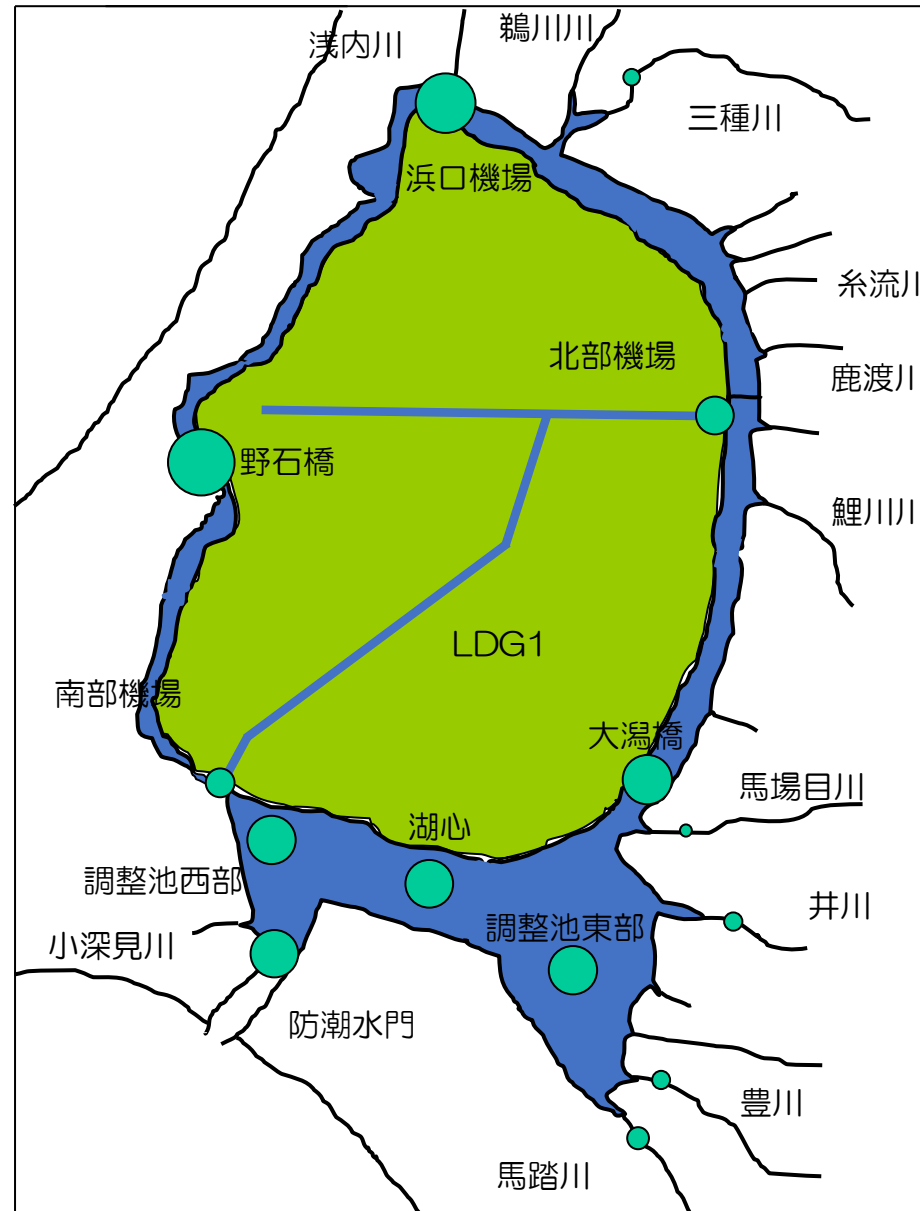 鵜川川
浅内川
三種川
浜口機場
糸流川
北部機場
鹿渡川
野石橋
鯉川川
LDG1
南部機場
大潟橋
馬場目川
湖心
調整池西部
井川
調整池東部
小深見川
防潮水門
豊川
馬踏川